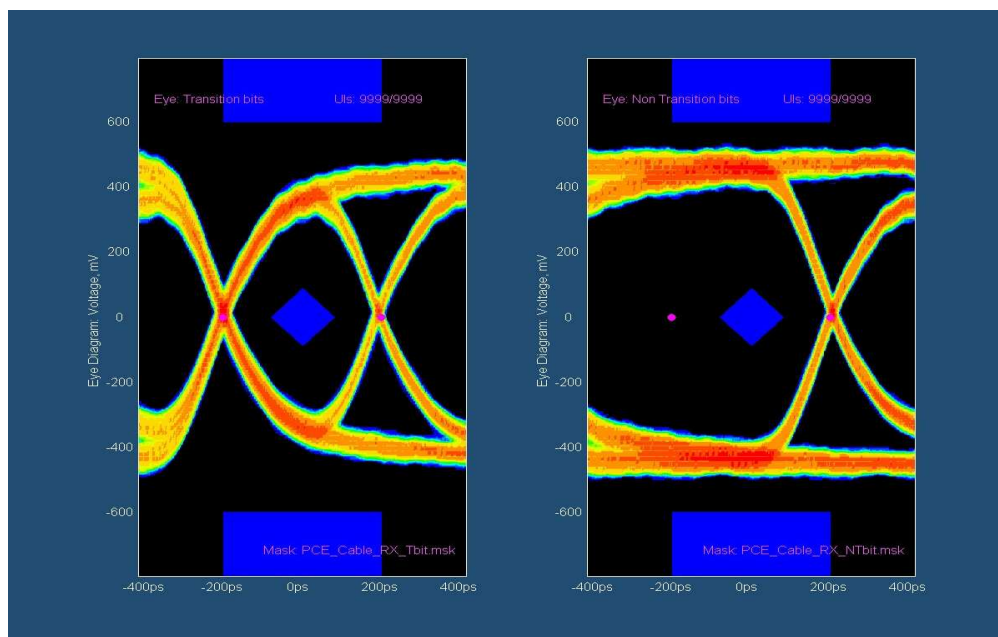 Eye: Transition bits UIs: 9999/9999
600
400
200
0
-200
-400
-600
Eye Diagram: Voltage, mV
Mask: PCE_Cable_RX_Tbit.msk
-400ps -200ps 0ps 200ps 400ps
Eye: Non Transition bits UIs: 9999/9999
600
400
200
0
-200
-400
-600
Eye Diagram: Voltage, mV
Mask: PCE_Cable_RX_NTbit.msk
-400ps -200ps 0ps 200ps 400ps